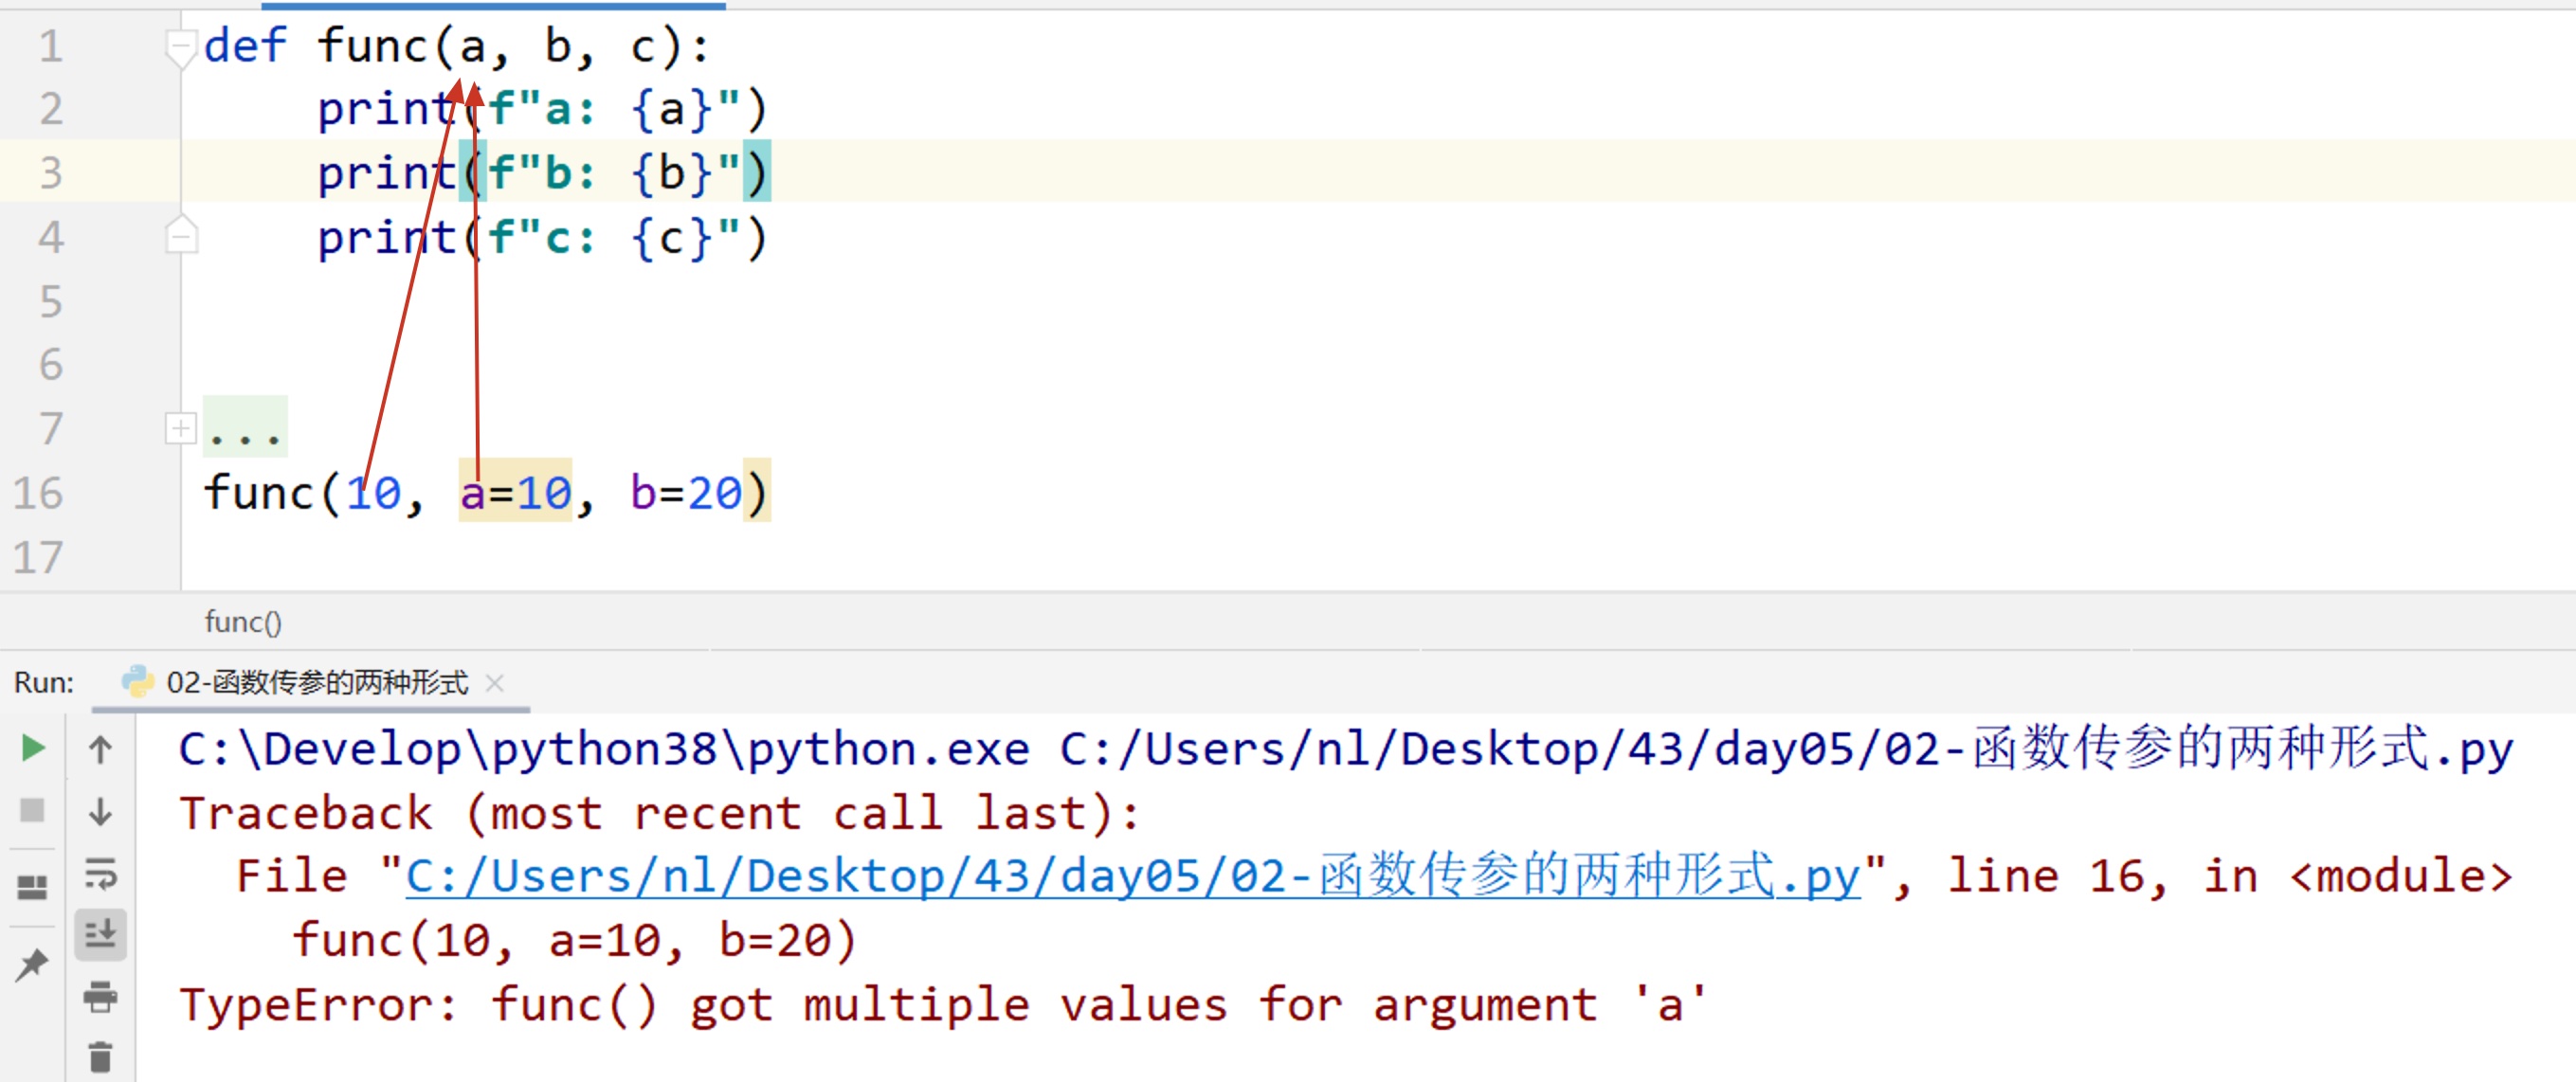 1 def func(a, b, c):
2 print(f"a: {a}")
3 print(f"b: {b}")
4 print(f"c: {c}")
5
6
7 ...
16 func(10, a=10, b=20)
17
func()
Run: 02-函数传参的两种形式
C:\Develop\python38\python.exe C:/Users/nl/Desktop/43/day05/02-函数传参的两种形式.py
Traceback (most recent call last):
File "C:/Users/nl/Desktop/43/day05/02-函数传参的两种形式.py", line 16, in <module>
func(10, a=10, b=20)
TypeError: func() got multiple values for argument 'a'